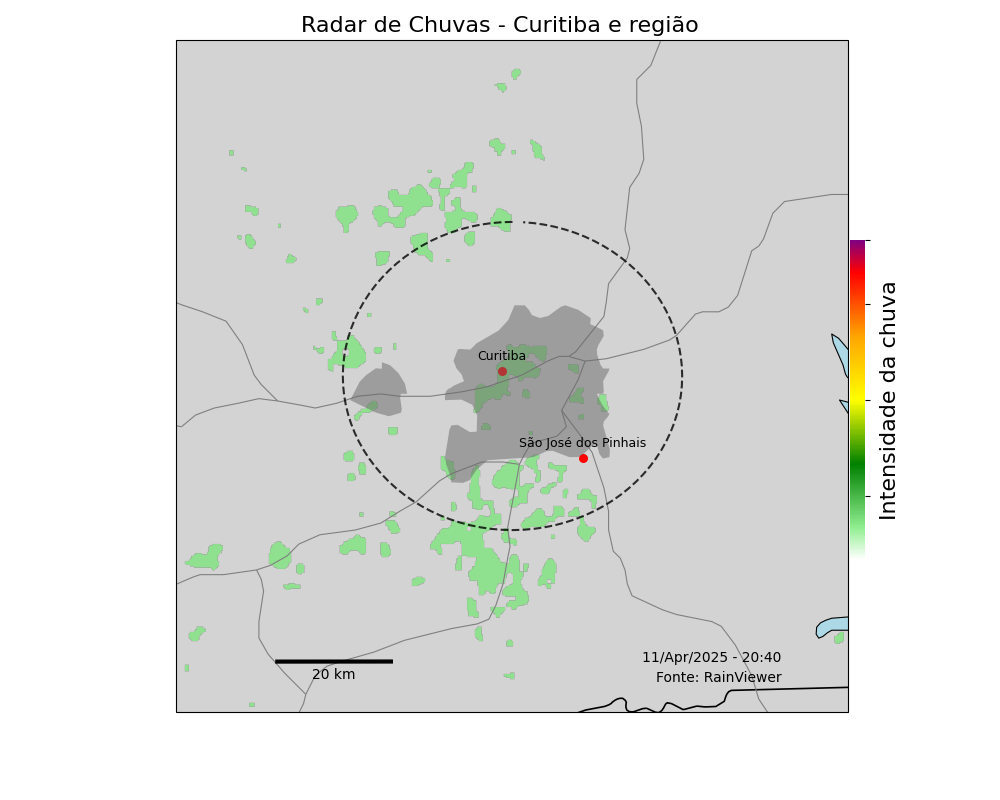 Radar de Chuvas - Curitiba e região
Curitiba
São José dos Pinhais
Intensidade da chuva
11/Apr/2025 - 20:40
Fonte: RainViewer
20 km